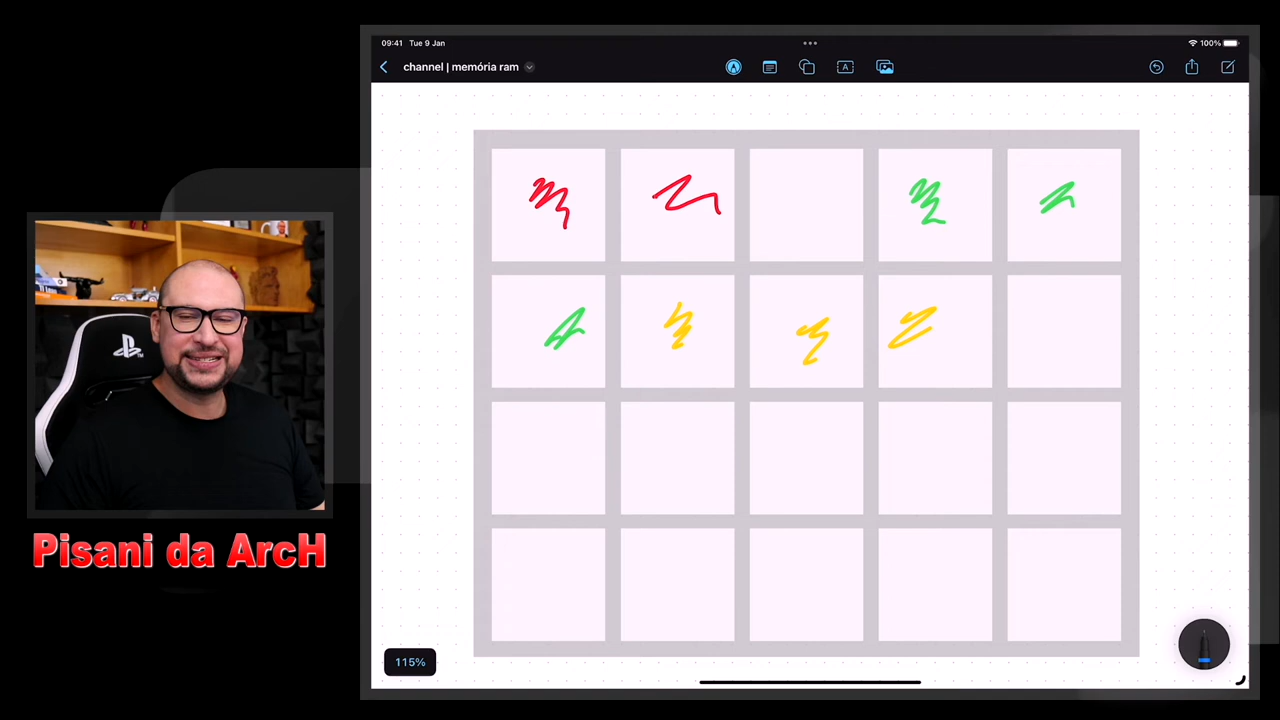 09:41 Tue 9 Jan
100%
channel | memória ram
A
Pisani da ArcH
115%